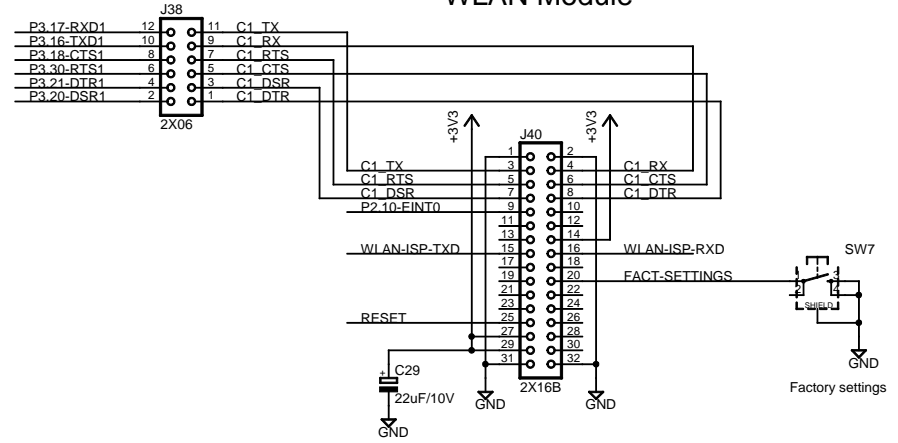 WLAN Module
J38
P3.17-RXD1 12 11 C1_TX
P3.16-TXD1 10 9 C1_RX
P3.18-CTS1 8 7 C1_RTS
P3.30-RTS1 6 5 C1_CTS
P3.21-DTR1 4 3 C1_DSR
P3.20-DSR1 2 1 C1_DTR
2X06
+3V3 J40 +3V3
1 2
C1_TX 3 4 C1_RX
C1_RTS 5 6 C1_CTS
C1_DSR 7 8 C1_DTR
P2.10-EINT0 9 10
11 12
13 14
WLAN-ISP-TXD 15 16 WLAN-ISP-RXD
17 18
19 20 FACT-SETTINGS
21 22
23 24
RESET 25 26
27 28
29 30
31 32
2X16B
SW7
1 3
2 4
SHIELD
GND
Factory settings
+ C29
22uF/10V
GND
GND
GND